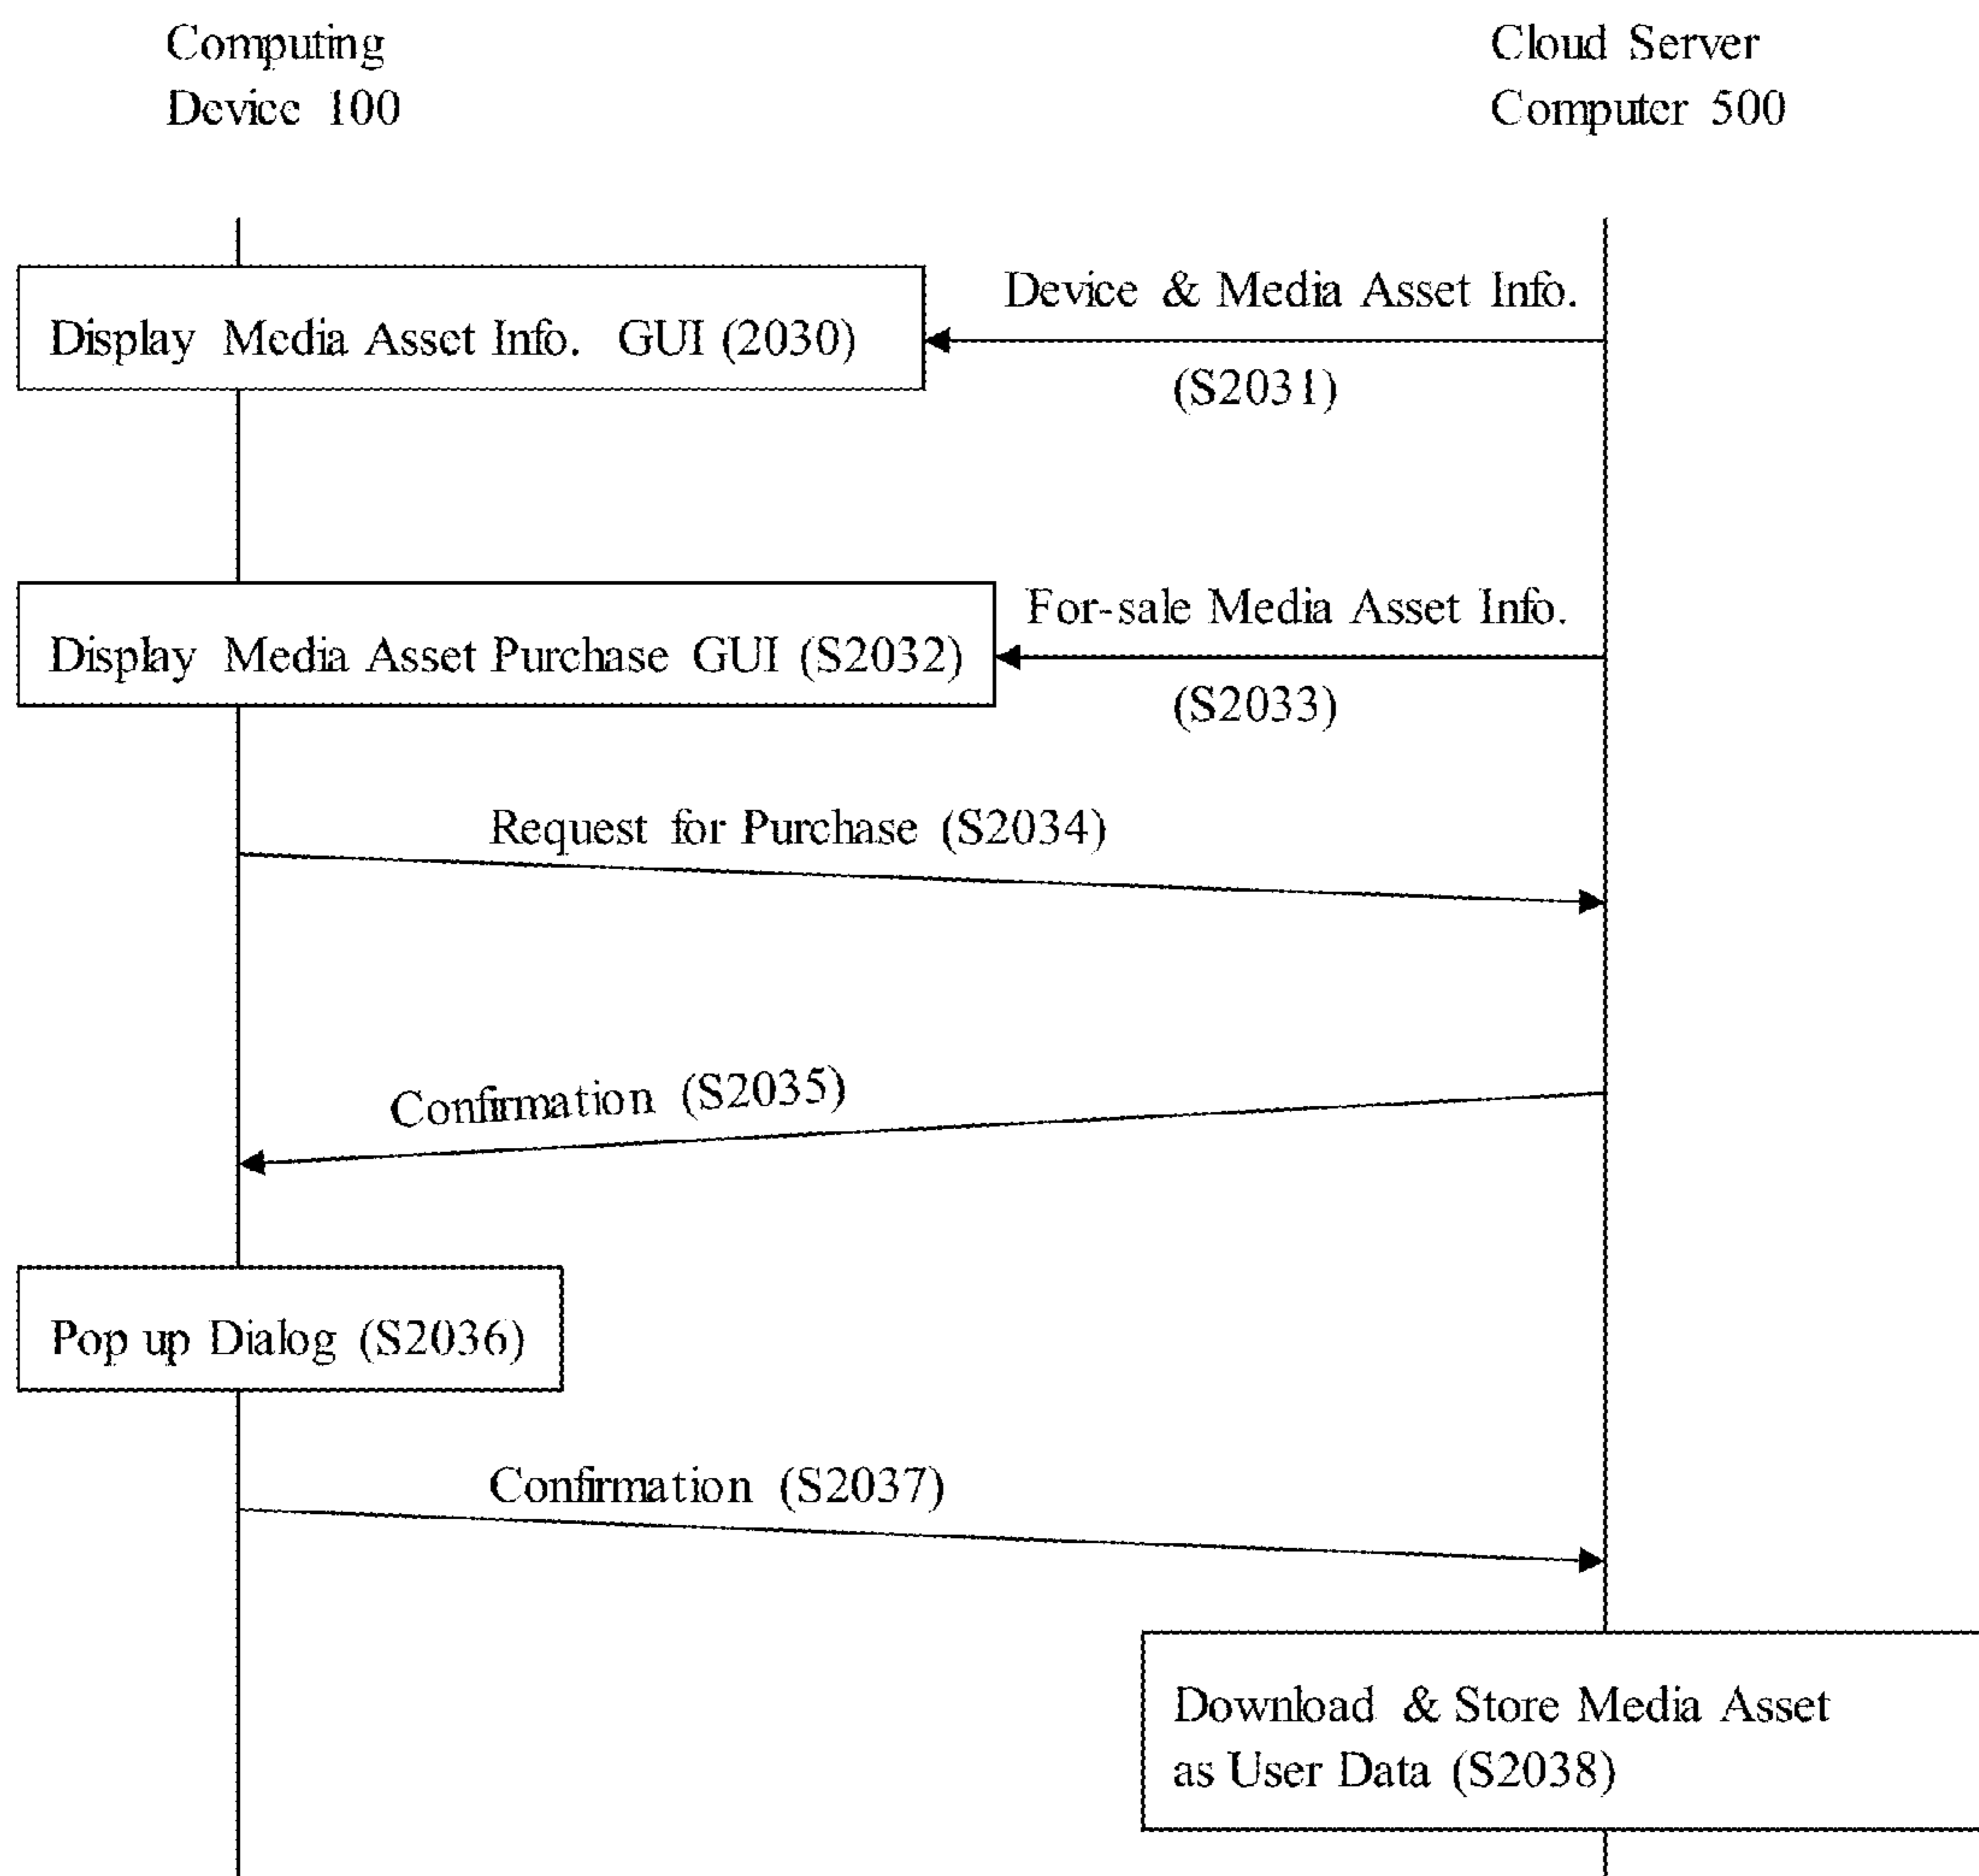 Computing
Device 100
Cloud Server
Computer 500
Device & Media Asset Info.
Display Media Asset Info. GUI (2030)
(S2031)
For-sale Media Asset Info.
Display Media Asset Purchase GUI (S2032)
(S2033)
Request for Purchase (S2034)
Confirmation (S2035)
Pop up Dialog (S2036)
Confirmation (S2037)
Download & Store Media Asset
as User Data (S2038)